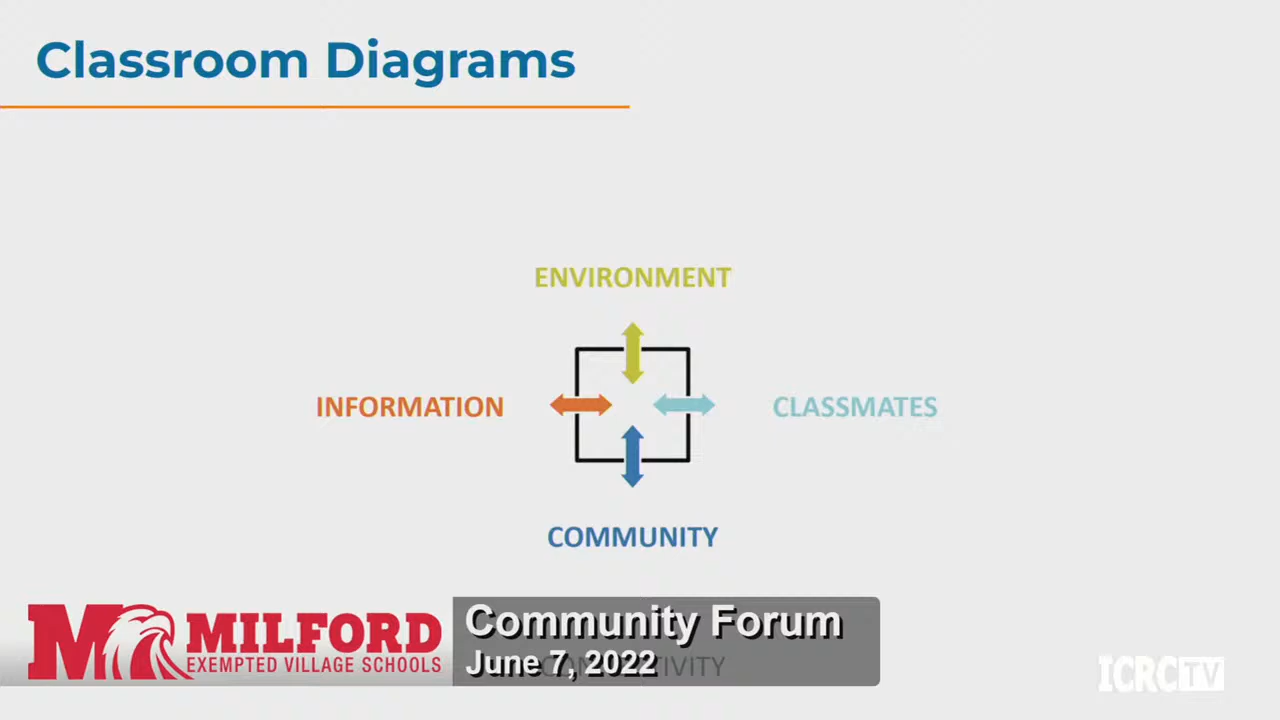 Classroom Diagrams
ENVIRONMENT
INFORMATION
CLASSMATES
COMMUNITY
M MILFORD
EXEMPTED VILLAGE SCHOOLS
Community Forum
June 7, 2022
ICRCTV